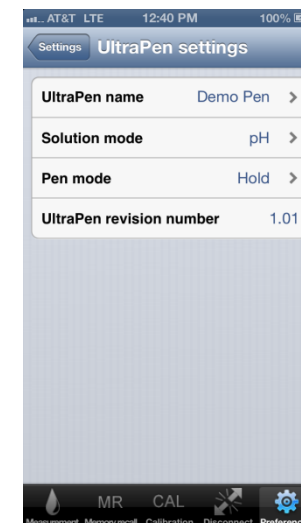 AT&T LTE 12:40 PM 100%
Settings UltraPen settings
UltraPen name Demo Pen
Solution mode pH
Pen mode Hold
UltraPen revision number 1.01
MR CAL
Measurement Memory recall Calibration Disconnect Preferenc